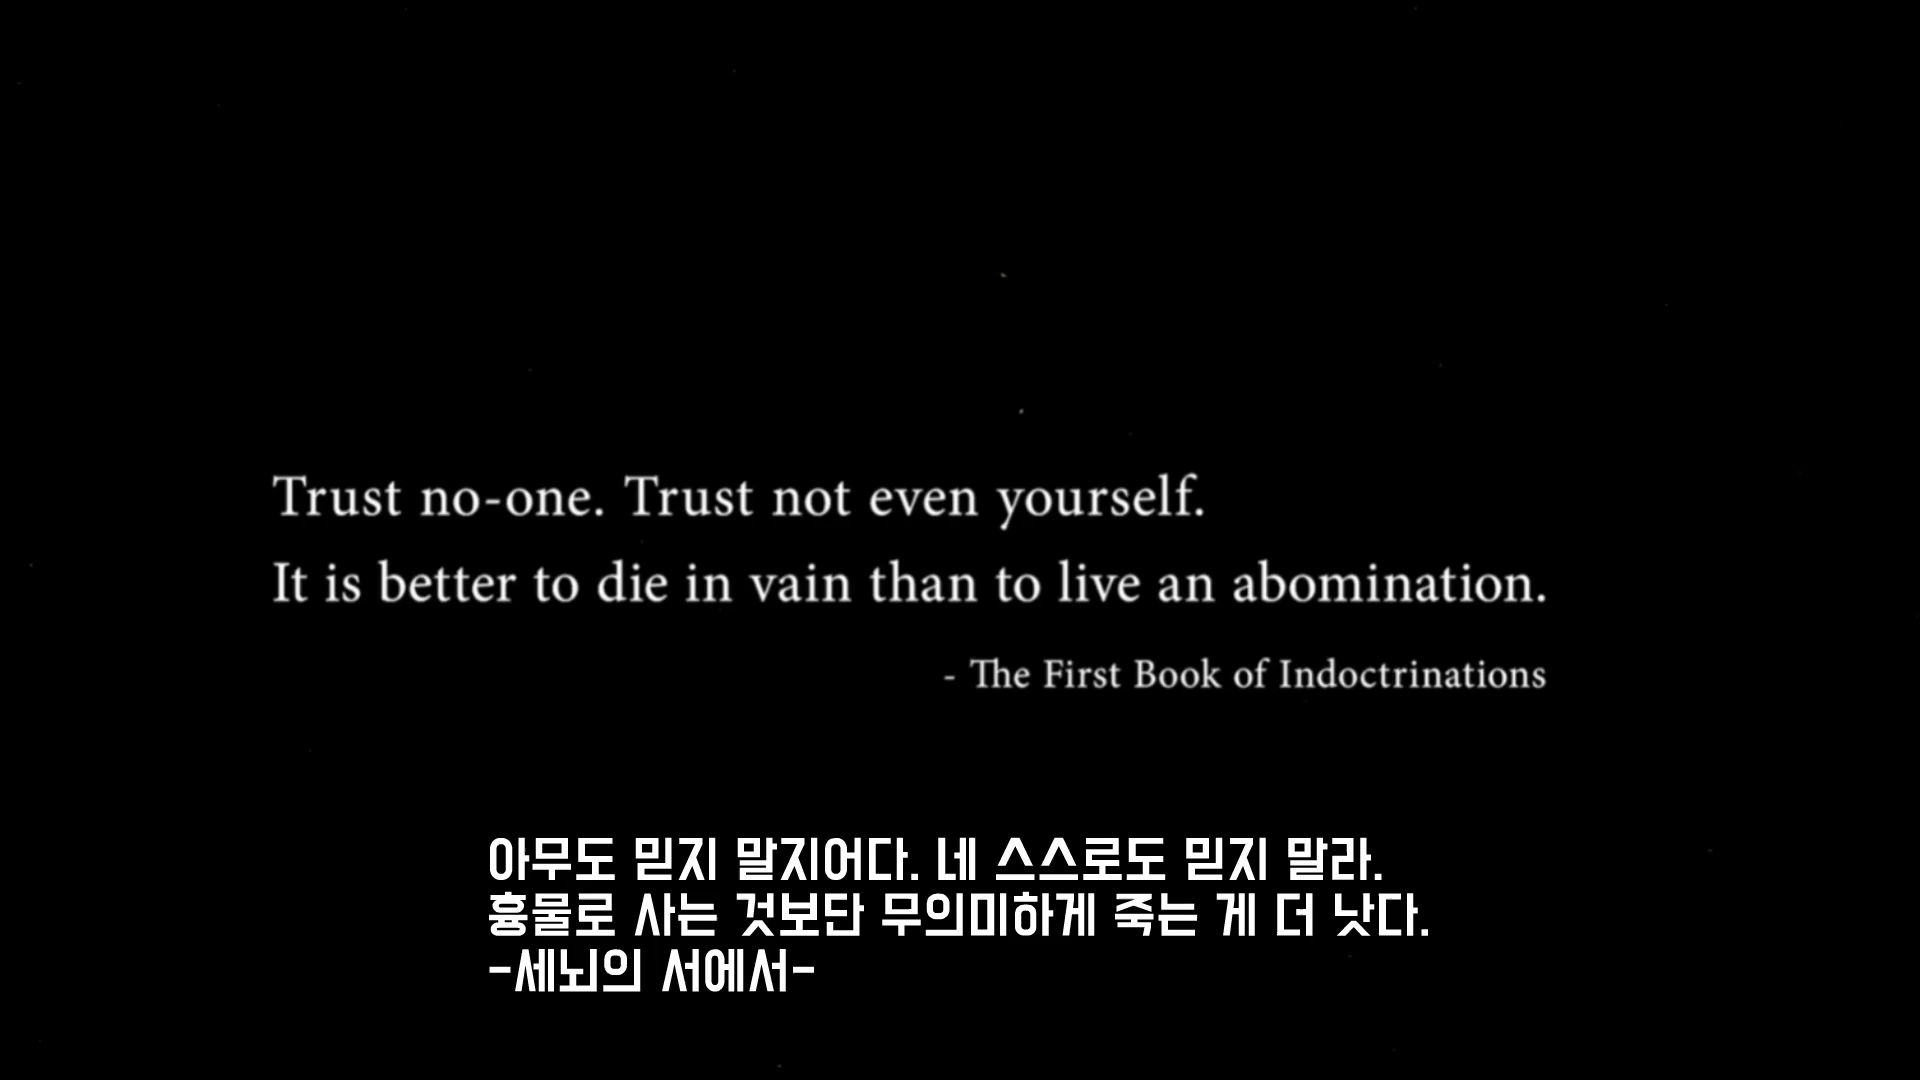 Trust no-one. Trust not even yourself.
It is better to die in vain than to live an abomination.
- The First Book of Indoctrinations
아무도 믿지 말지어다. 네 스스로도 믿지 말라.
흉물로 사는 것보단 무의미하게 죽는 게 더 낫다.
-세뇌의 서에서-